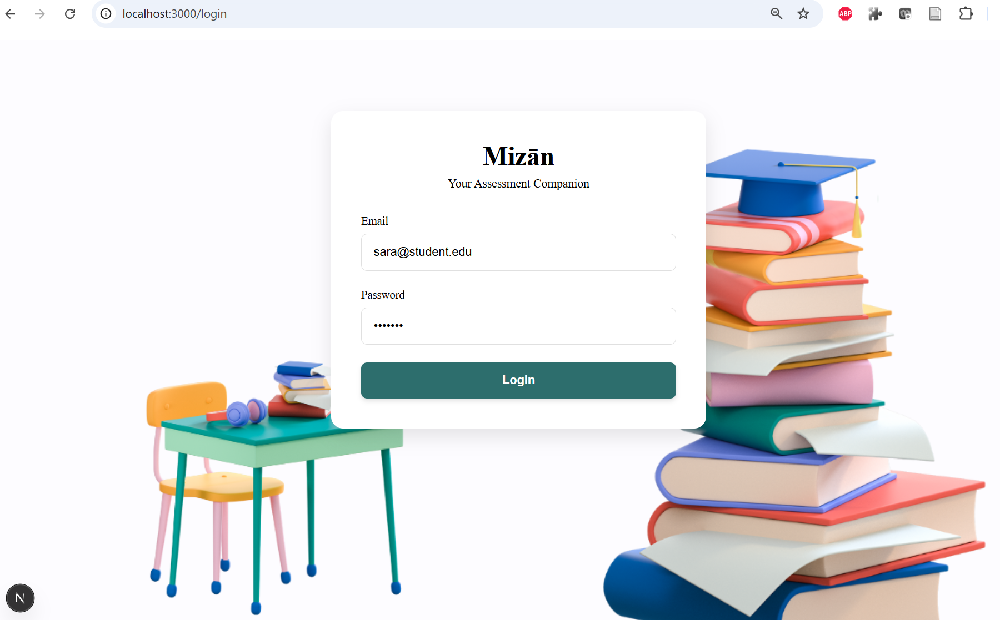 localhost:3000/login
ABP
Mizān
Your Assessment Companion
Email
sara@student.edu
Password
•••••••
Login
N